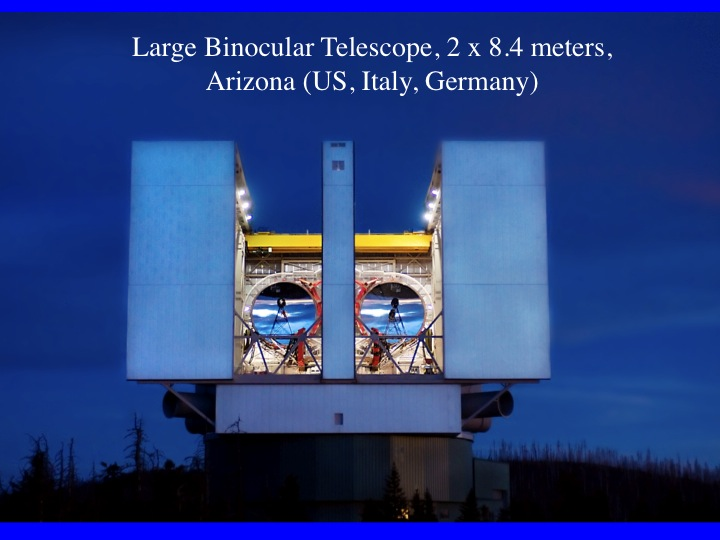 Large Binocular Telescope, 2 x 8.4 meters,
Arizona (US, Italy, Germany)